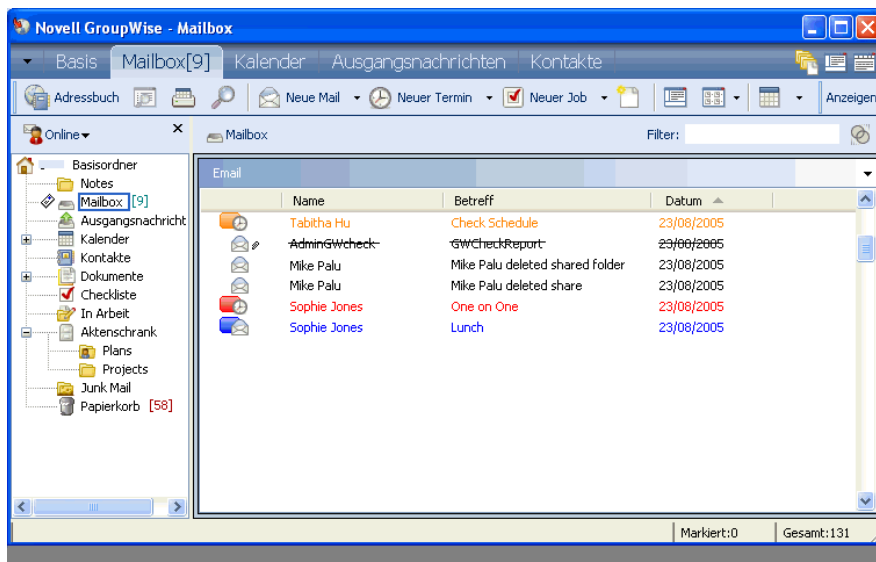 Novell GroupWise - Mailbox
Basis Mailbox[9] Kalender Ausgangsnachrichten Kontakte
Adressbuch Neue Mail Neuer Termin Neuer Job Anzeigen
Online Mailbox Filter:
Basisordner
Notes
Mailbox [9]
Ausgangsnachricht
Kalender
Kontakte
Dokumente
Checkliste
In Arbeit
Aktenschrank
Plans
Projects
Junk Mail
Papierkorb [58]
Email
Name Betreff Datum
Tabitha Hu Check Schedule 23/08/2005
AdminGWcheck GWCheckReport 23/08/2005
Mike Palu Mike Palu deleted shared folder 23/08/2005
Mike Palu Mike Palu deleted share 23/08/2005
Sophie Jones One on One 23/08/2005
Sophie Jones Lunch 23/08/2005
Markiert:0 Gesamt:131